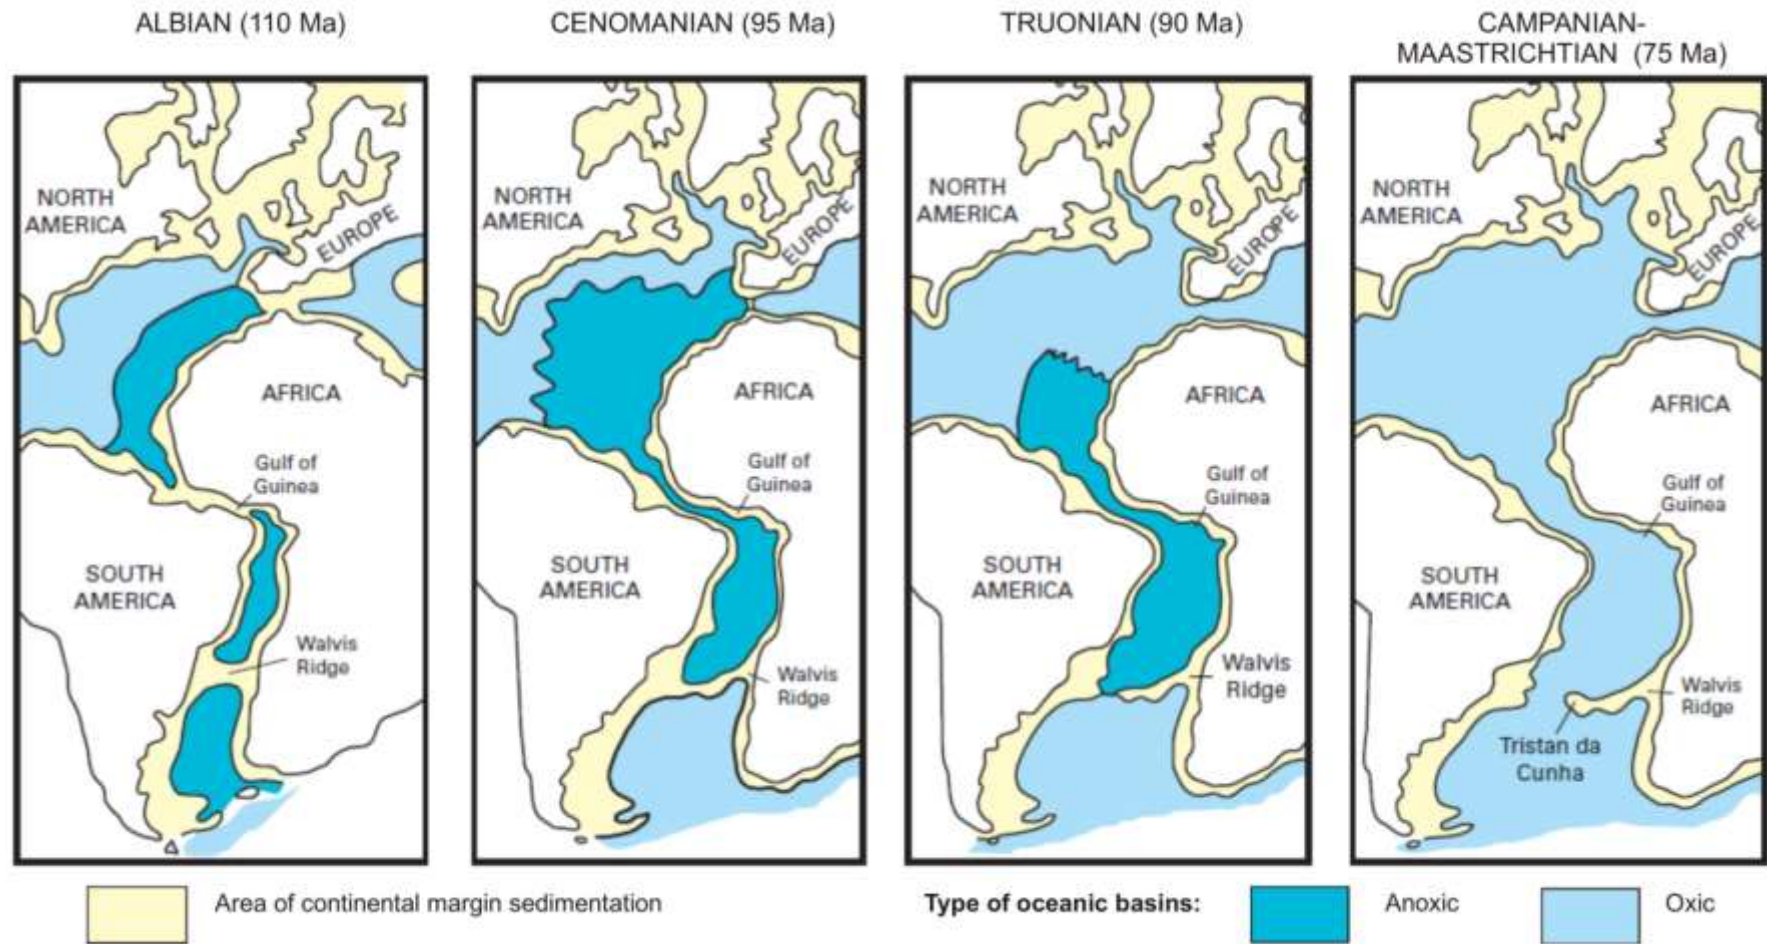 ALBIAN (110 Ma)
CENOMANIAN (95 Ma)
TRUONIAN (90 Ma)
CAMPANIAN-
MAASTRICHTIAN (75 Ma)
NORTH
AMERICA
EUROPE
AFRICA
Gulf of
Guinea
SOUTH
AMERICA
Walvis
Ridge
NORTH
AMERICA
EUROPE
AFRICA
Gulf of
Guinea
SOUTH
AMERICA
Walvis
Ridge
NORTH
AMERICA
EUROPE
AFRICA
Gulf of
Guinea
SOUTH
AMERICA
Walvis
Ridge
NORTH
AMERICA
EUROPE
AFRICA
Gulf of
Guinea
SOUTH
AMERICA
Walvis
Ridge
Tristan da
Cunha
Area of continental margin sedimentation
Type of oceanic basins:
Anoxic
Oxic